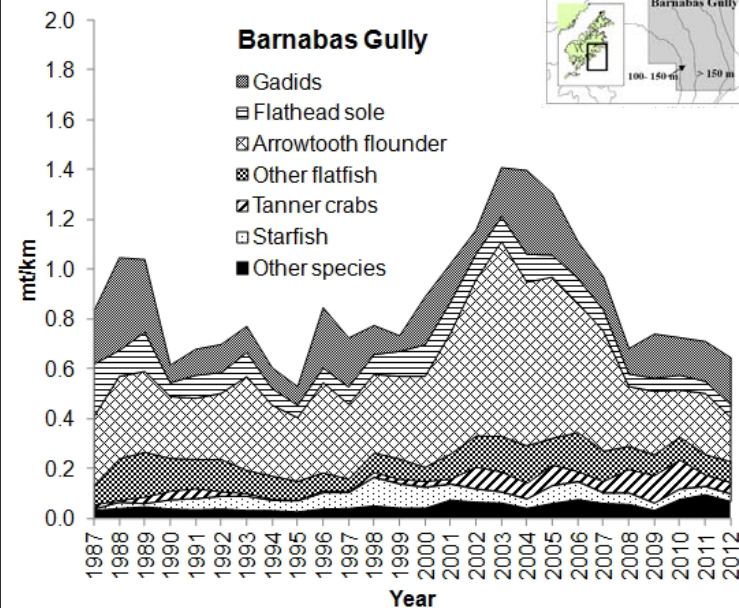 Barnabas Gully
100- 150 m
> 150 m
Barnabas Gully
Gadids
Flathead sole
Arrowtooth flounder
Other flatfish
Tanner crabs
Starfish
Other species
mt/km
2.0
1.8
1.6
1.4
1.2
1.0
0.8
0.6
0.4
0.2
0.0
1987
1988
1989
1990
1991
1992
1993
1994
1995
1996
1997
1998
1999
2000
2001
2002
2003
2004
2005
2006
2007
2008
2009
2010
2011
2012
Year